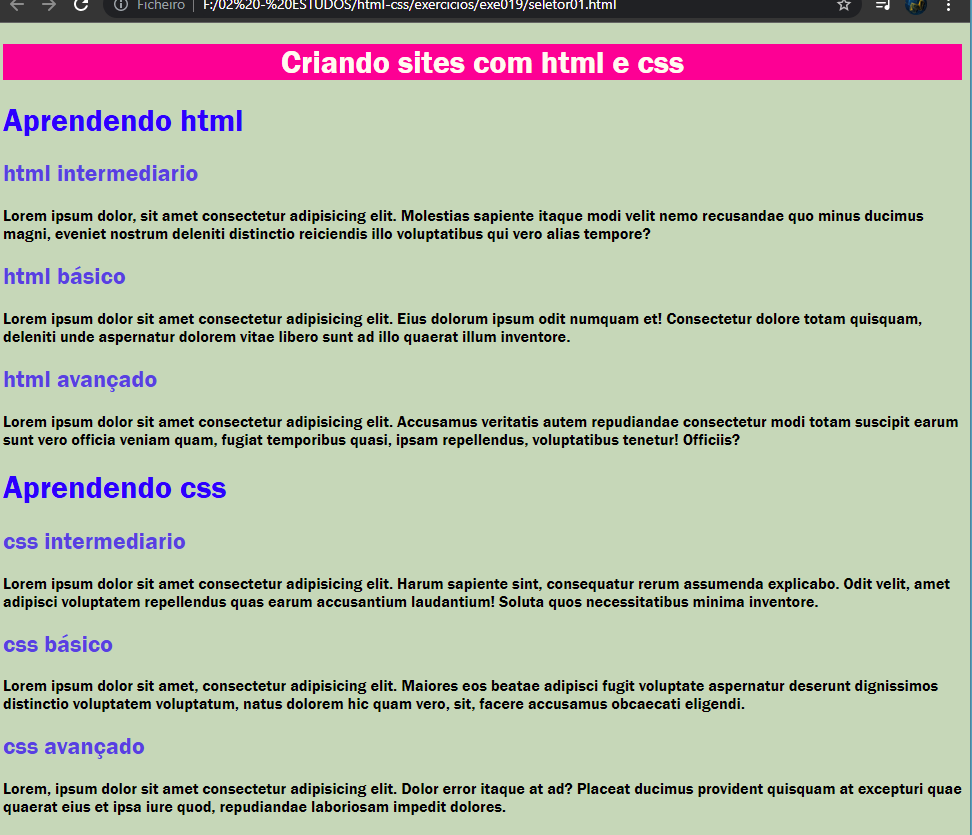 Ficheiro | F:/02%20-%20ESTUDOS/html-css/exercicios/exe019/seletor01.html
Criando sites com html e css
Aprendendo html
html intermediario
Lorem ipsum dolor, sit amet consectetur adipisicing elit. Molestias sapiente itaque modi velit nemo recusandae quo minus ducimus
magni, eveniet nostrum deleniti distinctio reiciendis illo voluptatibus qui vero alias tempore?
html básico
Lorem ipsum dolor sit amet consectetur adipisicing elit. Eius dolorum ipsum odit numquam et! Consectetur dolore totam quisquam,
deleniti unde aspernatur dolorem vitae libero sunt ad illo quaerat illum inventore.
html avançado
Lorem ipsum dolor sit amet consectetur adipisicing elit. Accusamus veritatis autem repudiandae consectetur modi totam suscipit earum
sunt vero officia veniam quam, fugiat temporibus quasi, ipsam repellendus, voluptatibus tenetur! Officiis?
Aprendendo css
css intermediario
Lorem ipsum dolor sit amet consectetur adipisicing elit. Harum sapiente sint, consequatur rerum assumenda explicabo. Odit velit, amet
adipisci voluptatem repellendus quas earum accusantium laudantium! Soluta quos necessitatibus minima inventore.
css básico
Lorem ipsum dolor sit amet, consectetur adipisicing elit. Maiores eos beatae adipisci fugit voluptate aspernatur deserunt dignissimos
distinctio voluptatem voluptatum, natus dolorem hic quam vero, sit, facere accusamus obcaecati eligendi.
css avançado
Lorem, ipsum dolor sit amet consectetur adipisicing elit. Dolor error itaque at ad? Placeat ducimus provident quisquam at excepturi quae
quaerat eius et ipsa iure quod, repudiandae laboriosam impedit dolores.